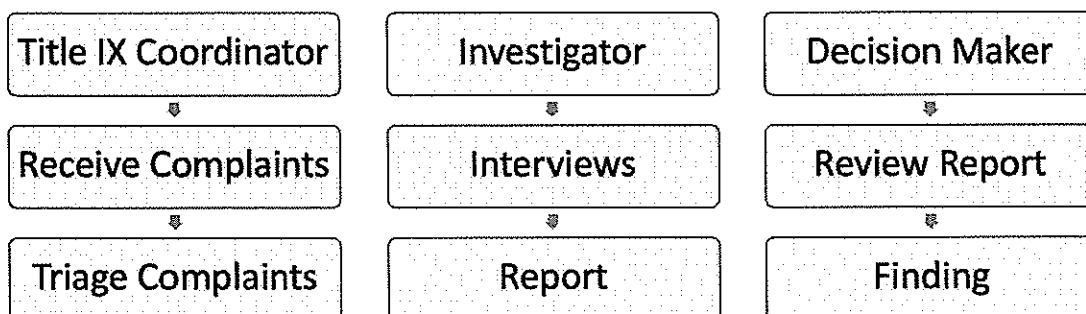 Title IX Coordinator
Receive Complaints
Triage Complaints
Investigator
Interviews
Report
Decision Maker
Review Report
Finding